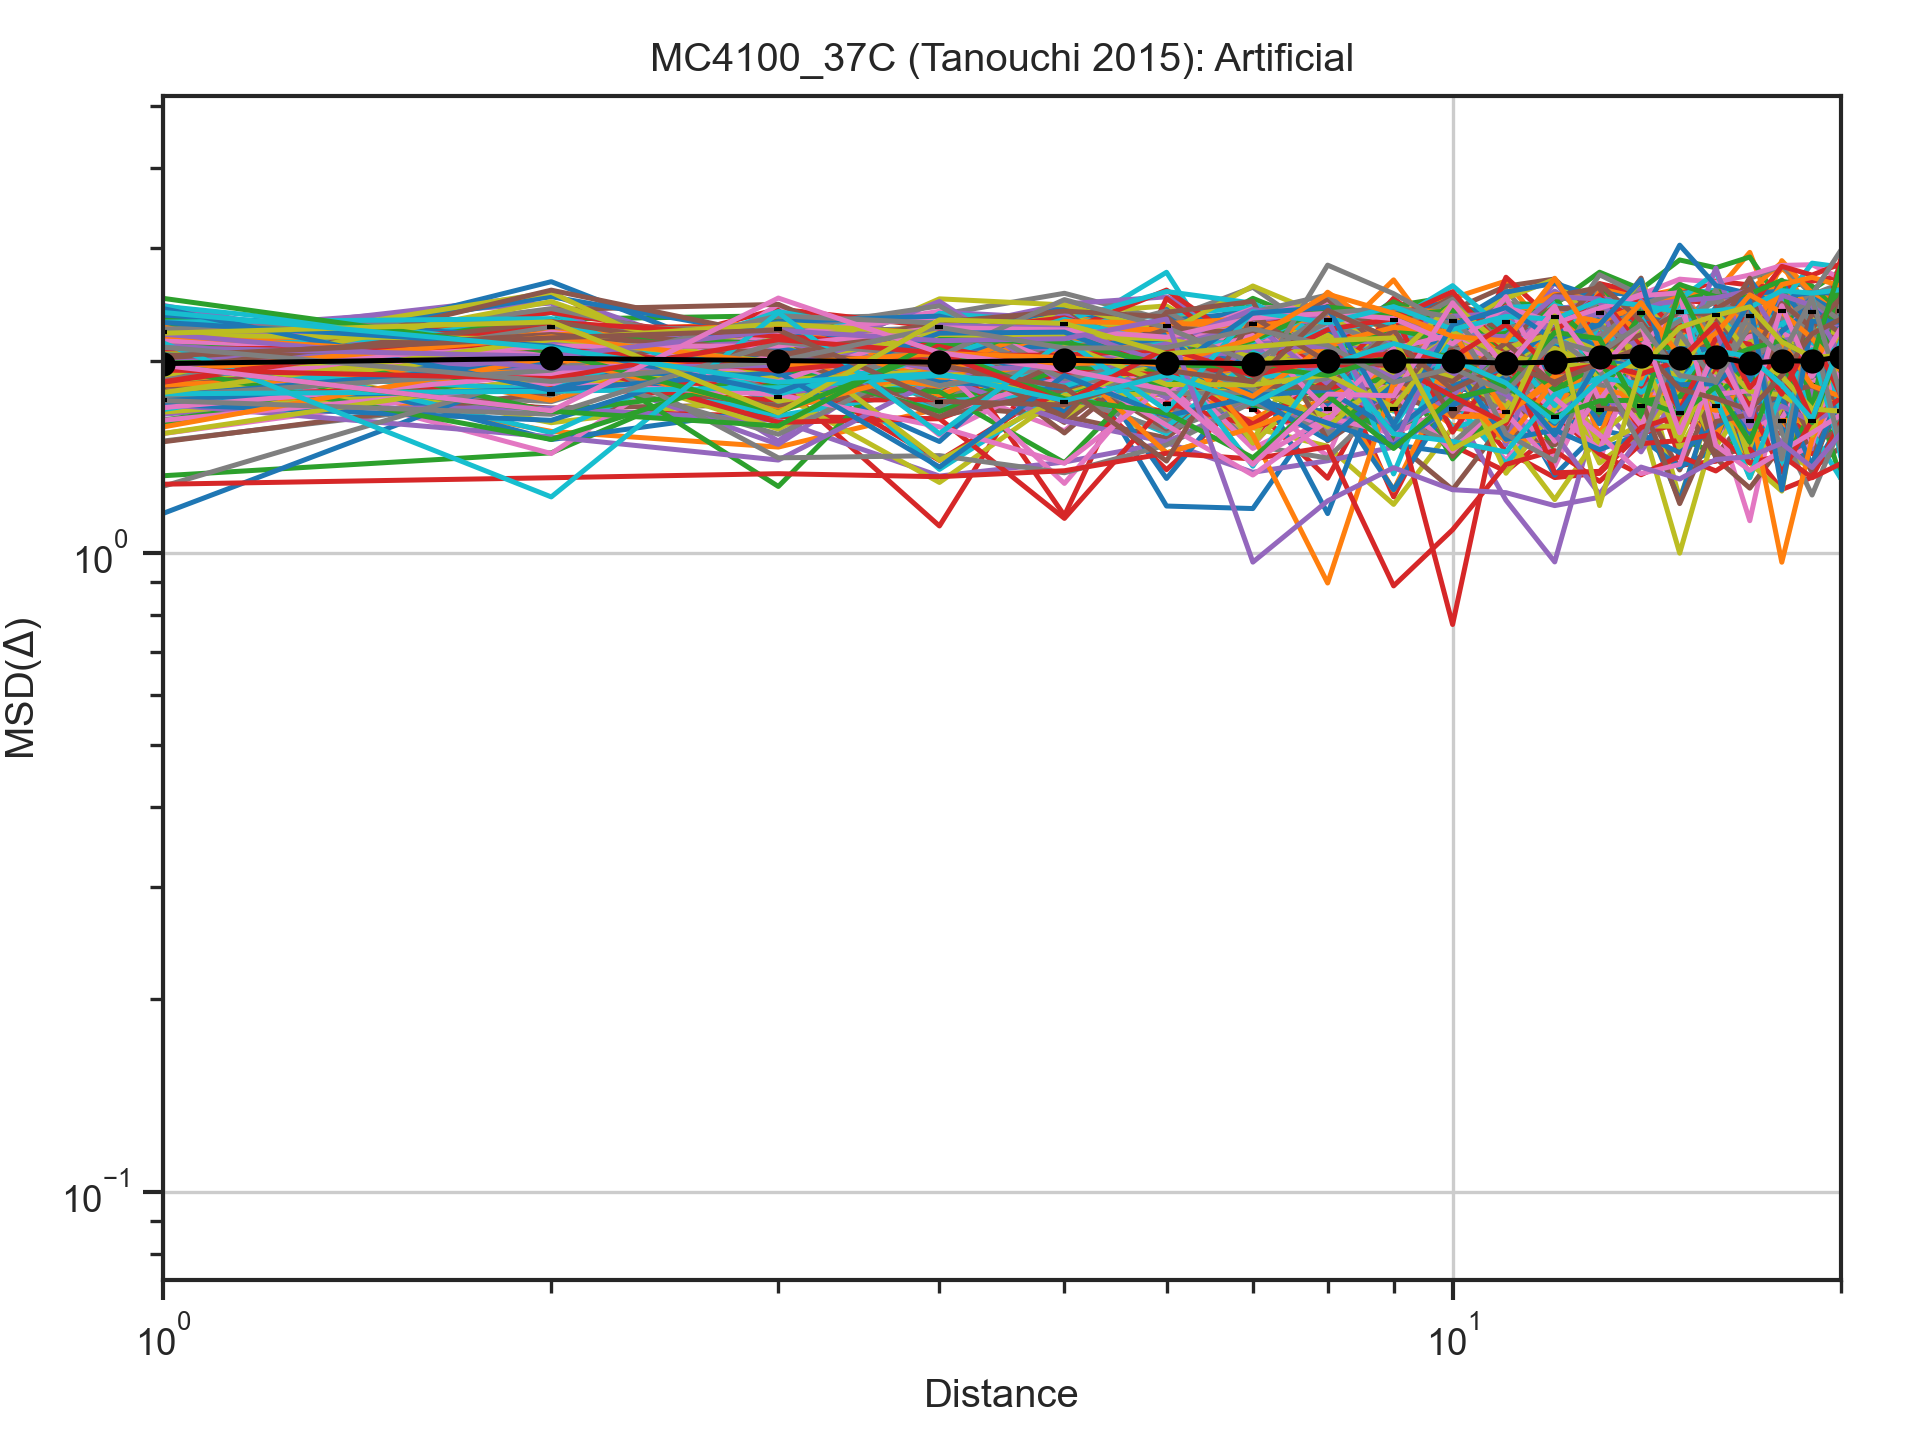 MC4100_37C (Tanouchi 2015): Artificial
MSD(Δ)
10⁰
10⁻¹
10⁰
10¹
Distance